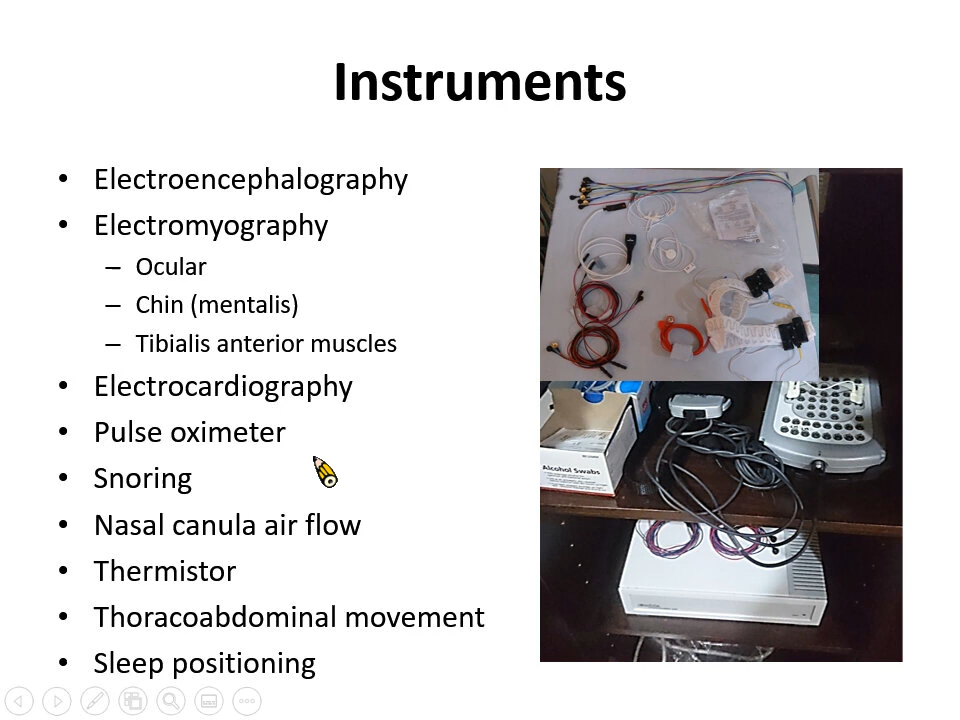 Instruments
• Electroencephalography
• Electromyography
– Ocular
– Chin (mentalis)
– Tibialis anterior muscles
• Electrocardiography
• Pulse oximeter
• Snoring
• Nasal canula air flow
• Thermistor
• Thoracoabdominal movement
• Sleep positioning
Alcohol Swabs